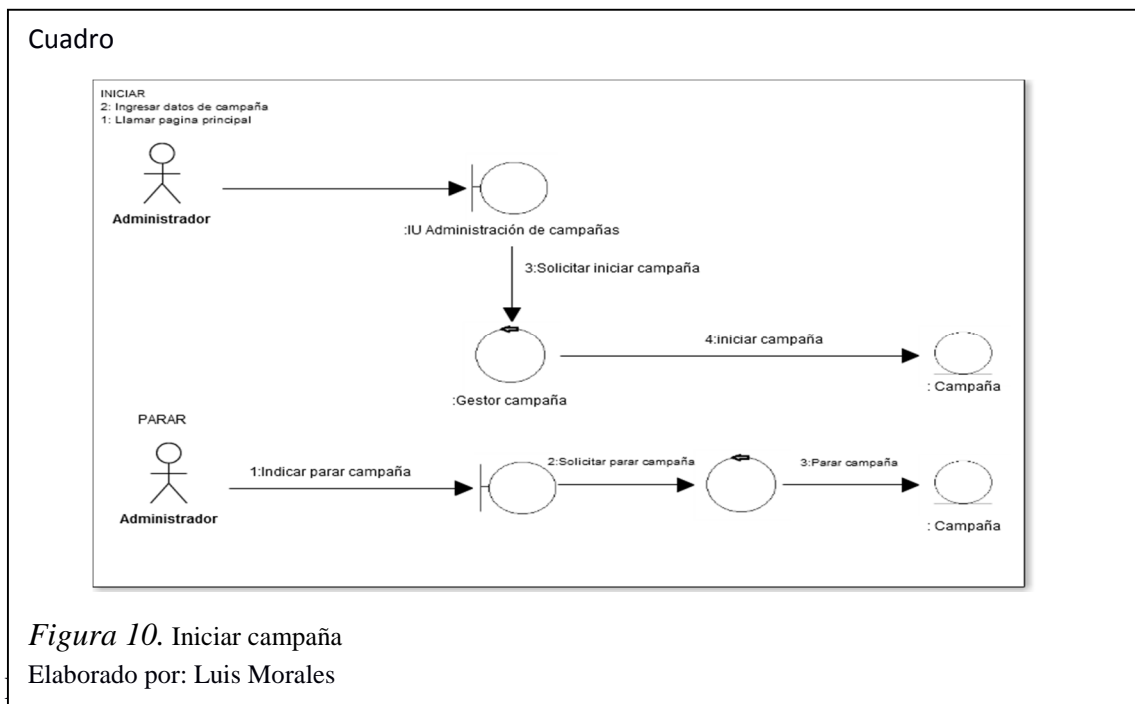 Cuadro
INICIAR
2: Ingresar datos de campaña
1: Llamar pagina principal
Administrador
:IU Administración de campañas
3:Solicitar iniciar campaña
4:iniciar campaña
:Gestor campaña
: Campaña
PARAR
1:Indicar parar campaña
2:Solicitar parar campaña
3:Parar campaña
Administrador
: Campaña
Figura 10. Iniciar campaña
Elaborado por: Luis Morales